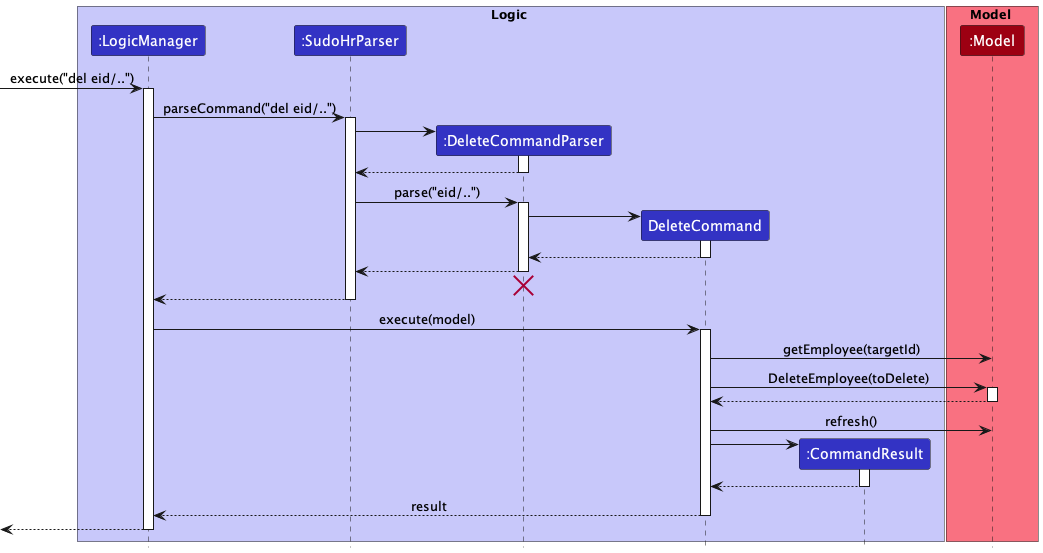 Logic
Model
:LogicManager
:SudoHrParser
:Model
execute("del eid/..")
parseCommand("del eid/..")
:DeleteCommandParser
parse("eid/..")
DeleteCommand
execute(model)
getEmployee(targetId)
DeleteEmployee(toDelete)
refresh()
:CommandResult
result